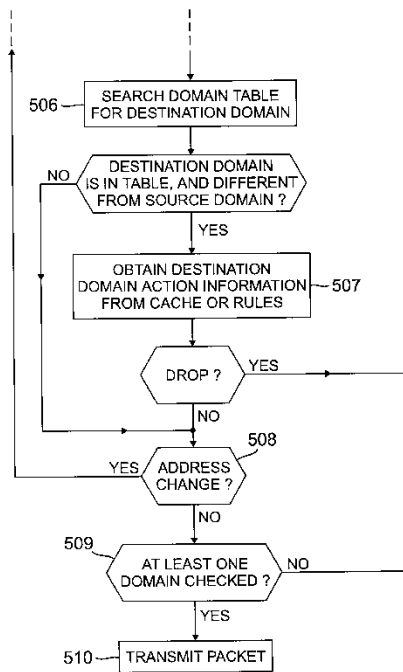 506
SEARCH DOMAIN TABLE
FOR DESTINATION DOMAIN
NO
DESTINATION DOMAIN
IS IN TABLE, AND DIFFERENT
FROM SOURCE DOMAIN ?
YES
OBTAIN DESTINATION
DOMAIN ACTION INFORMATION
FROM CACHE OR RULES
507
DROP ?
YES
NO
508
YES
ADDRESS
CHANGE ?
NO
509
AT LEAST ONE
DOMAIN CHECKED ?
NO
YES
510
TRANSMIT PACKET